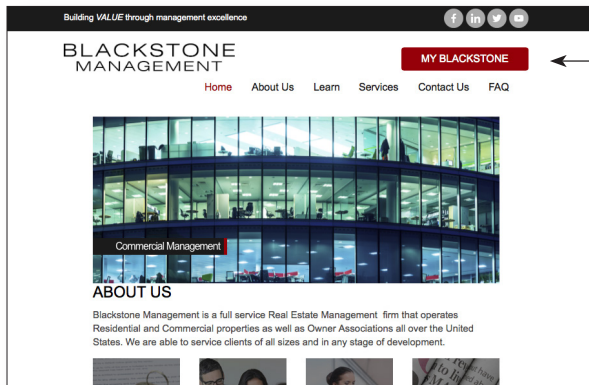 Building VALUE through management excellence
BLACKSTONE
MANAGEMENT
MY BLACKSTONE
Home About Us Learn Services Contact Us FAQ
Commercial Management
ABOUT US
Blackstone Management is a full service Real Estate Management firm that operates
Residential and Commercial properties as well as Owner Associations all over the United
States. We are able to service clients of all sizes and in any stage of development.